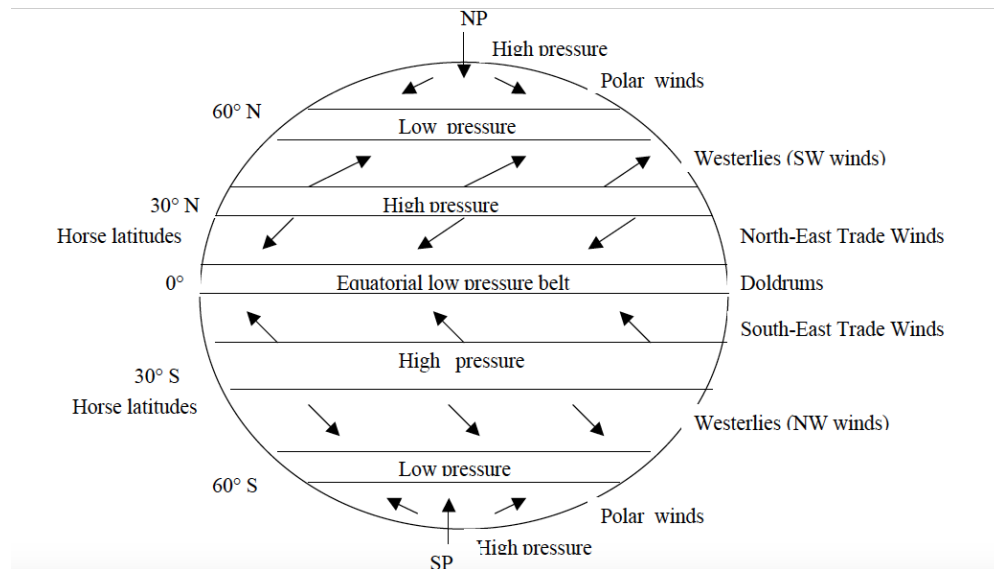 NP
High pressure
Polar winds
60° N
Low pressure
Westerlies (SW winds)
30° N
High pressure
Horse latitudes
North-East Trade Winds
0°
Equatorial low pressure belt
Doldrums
South-East Trade Winds
High pressure
30° S
Horse latitudes
Westerlies (NW winds)
Low pressure
60° S
Polar winds
High pressure
SP